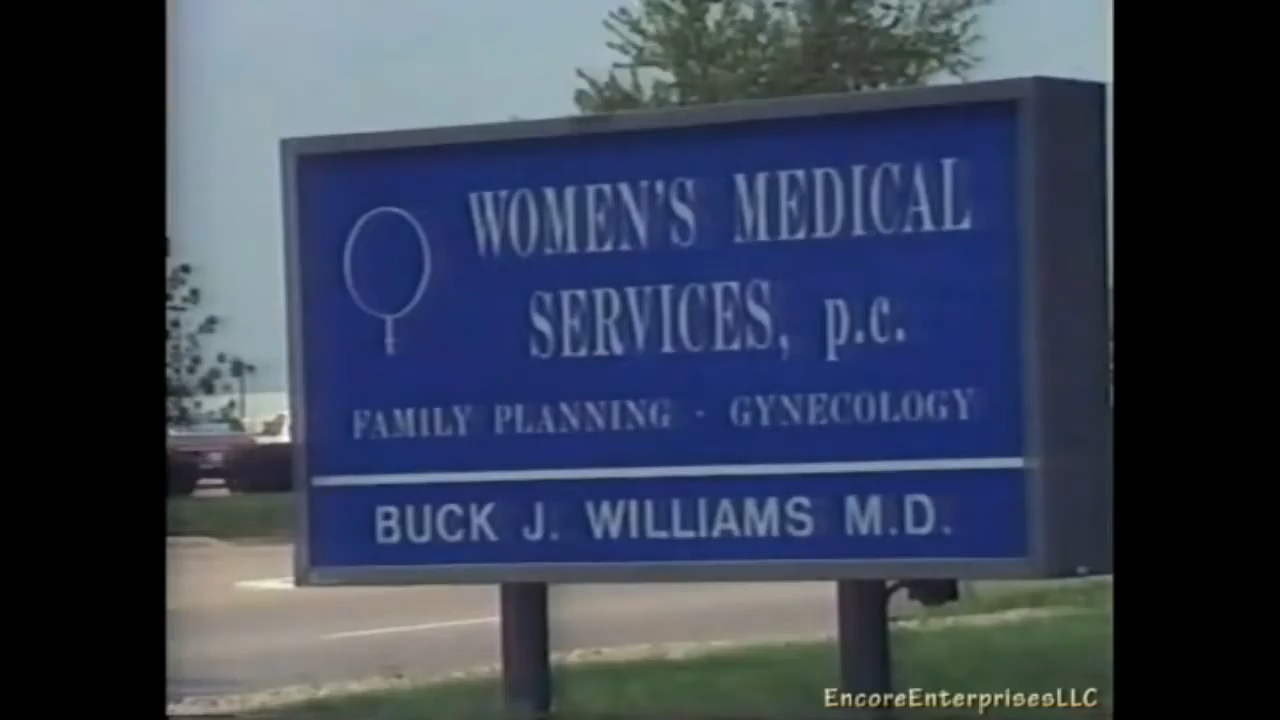 WOMEN'S MEDICAL
SERVICES, p.c.
FAMILY PLANNING · GYNECOLOGY
BUCK J. WILLIAMS M.D.
EncoreEnterprisesLLC